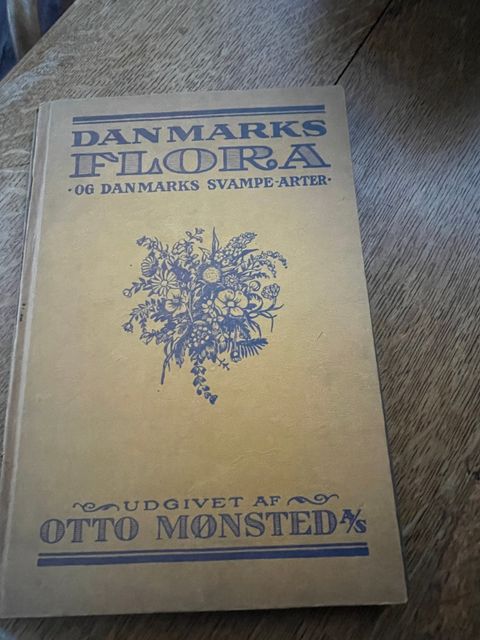 DANMARKS
FLORA
·OG DANMARKS SVAMPE-ARTER·
UDGIVET AF
OTTO MØNSTED A/S